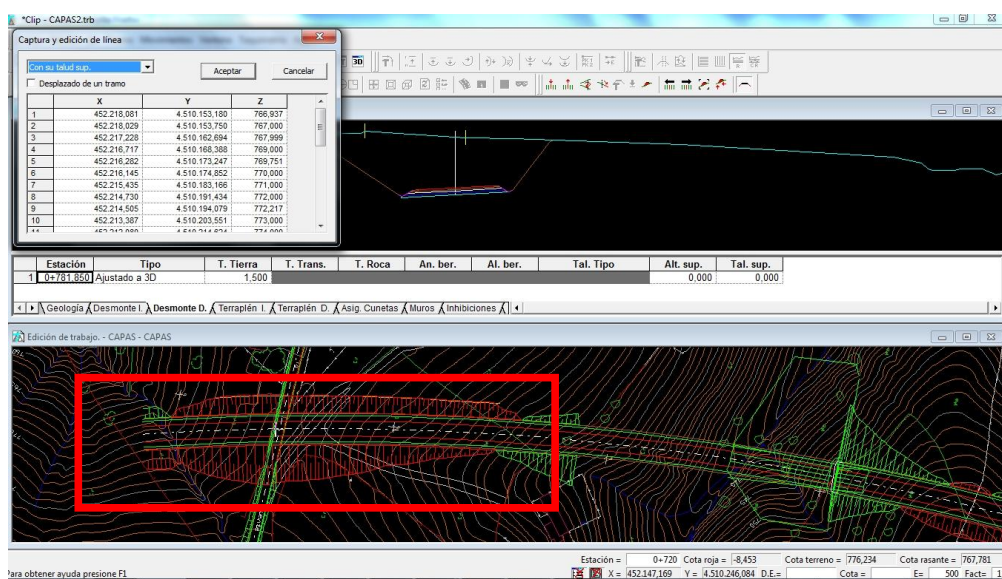 *Clip - CAPAS2.trb
Captura y edición de línea
Con su talud sup.
Aceptar
Cancelar
Desplazado de un tramo
X Y Z
1 452.218,081 4.510.153,180 766,937
2 452.218,029 4.510.153,750 767,000
3 452.217,228 4.510.162,694 767,999
4 452.216,717 4.510.168,388 769,000
5 452.216,282 4.510.173,247 769,751
6 452.216,145 4.510.174,852 770,000
7 452.215,435 4.510.183,166 771,000
8 452.214,730 4.510.191,434 772,000
9 452.214,505 4.510.194,079 772,217
10 452.213,387 4.510.203,551 773,000
3D
Estación Tipo T. Tierra T. Trans. T. Roca An. ber. Al. ber. Tal. Tipo Alt. sup. Tal. sup.
1 0+781.850 Ajustado a 3D 1,500 0,000 0,000
Geología Desmonte I. Desmonte D. Terraplén I. Terraplén D. Asig. Cunetas Muros Inhibiciones
Edición de trabajo. - CAPAS - CAPAS
Estación = 0+720 Cota roja = -8,453 Cota terreno = 776,234 Cota rasante = 767,781
Para obtener ayuda presione F1
X = 452.147,169 Y = 4.510.246,084 D.E.= Cota = E= 500 Fact= 1